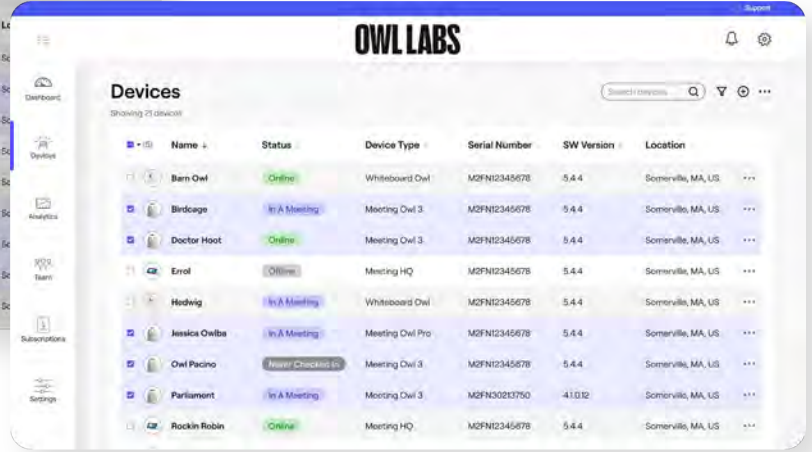 Support
OWL LABS
Dashboard
Devices
Analytics
Team
Subscriptions
Settings
Devices
Showing 21 devices
Search devices
(5) Name ↓ Status Device Type Serial Number SW Version Location
Barn Owl Online Whiteboard Owl M2FN12345678 5.4.4 Somerville, MA, US
Birdcage In A Meeting Meeting Owl 3 M2FN12345678 5.4.4 Somerville, MA, US
Doctor Hoot Online Meeting Owl 3 M2FN12345678 5.4.4 Somerville, MA, US
Errol Offline Meeting HQ M2FN12345678 5.4.4 Somerville, MA, US
Hedwig In A Meeting Whiteboard Owl M2FN12345678 5.4.4 Somerville, MA, US
Jessica Owlba In A Meeting Meeting Owl Pro M2FN12345678 5.4.4 Somerville, MA, US
Owl Pacino Never Checked In Meeting Owl 3 M2FN12345678 5.4.4 Somerville, MA, US
Parliament In A Meeting Meeting Owl 3 M2FN30213750 4.1.0.12 Somerville, MA, US
Rockin Robin Online Meeting HQ M2FN12345678 5.4.4 Somerville, MA, US